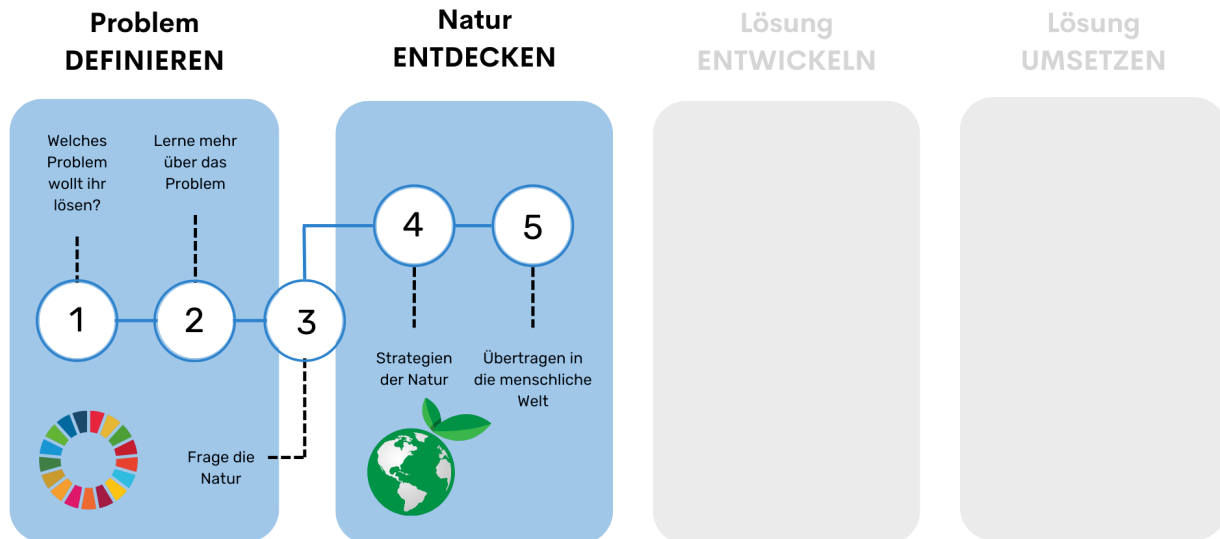 Problem
DEFINIEREN
Natur
ENTDECKEN
Lösung
ENTWICKELN
Lösung
UMSETZEN
Welches
Problem
wollt ihr
lösen?
Lerne mehr
über das
Problem
1
2
3
Frage die
Natur
4
5
Strategien
der Natur
Übertragen in
die menschliche
Welt